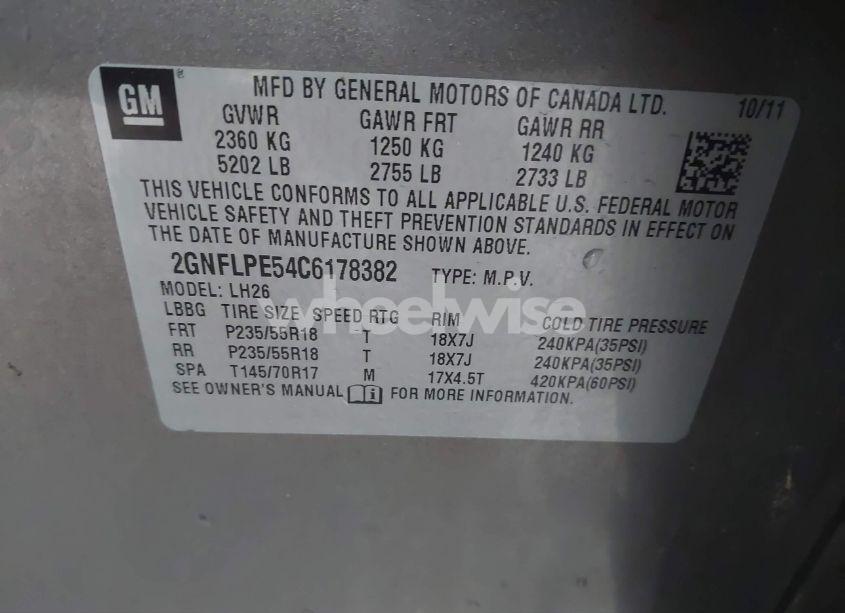 GM ®
MFD BY GENERAL MOTORS OF CANADA LTD. 10/11
GVWR GAWR FRT GAWR RR
2360 KG 1250 KG 1240 KG
5202 LB 2755 LB 2733 LB
THIS VEHICLE CONFORMS TO ALL APPLICABLE U.S. FEDERAL MOTOR
VEHICLE SAFETY AND THEFT PREVENTION STANDARDS IN EFFECT ON
THE DATE OF MANUFACTURE SHOWN ABOVE.
2GNFLPE54C6178382 TYPE: M.P.V.
MODEL: LH26
wheelwise
LBBG TIRE SIZE SPEED RTG RIM COLD TIRE PRESSURE
FRT P235/55R18 T 18X7J 240KPA(35PSI)
RR P235/55R18 T 18X7J 240KPA(35PSI)
SPA T145/70R17 M 17X4.5T 420KPA(60PSI)
SEE OWNER'S MANUAL i FOR MORE INFORMATION.